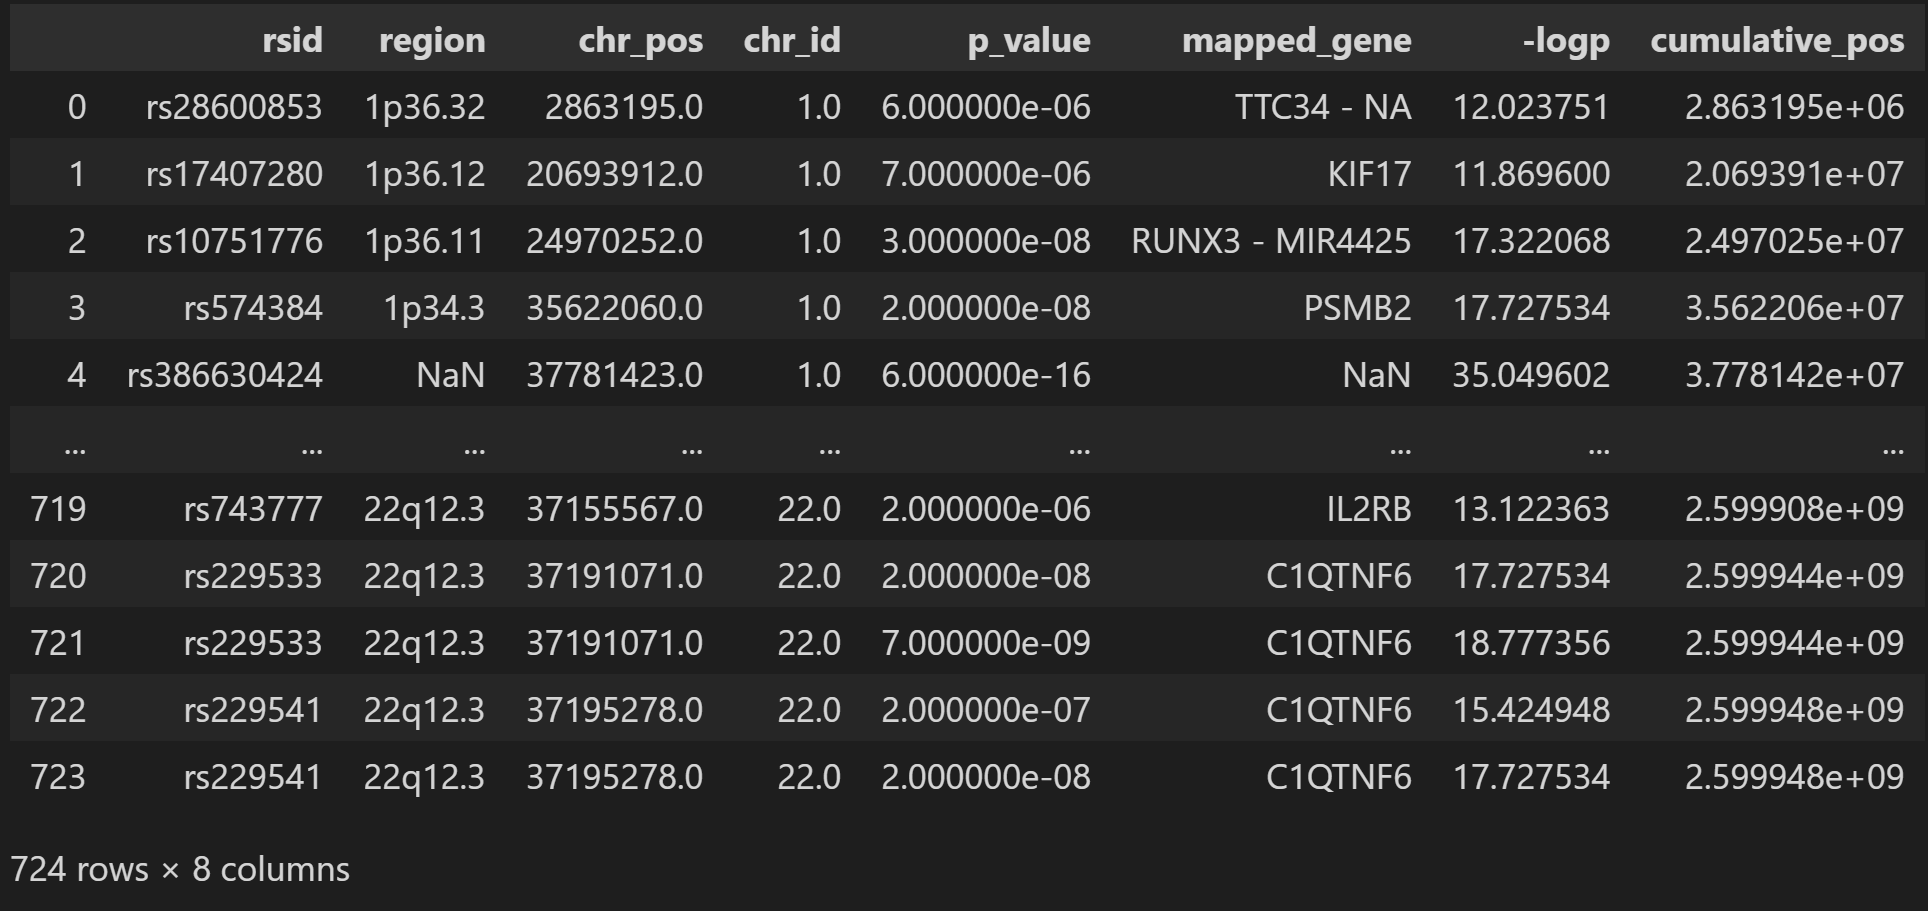 rsid region chr_pos chr_id p_value mapped_gene -logp cumulative_pos
0 rs28600853 1p36.32 2863195.0 1.0 6.000000e-06 TTC34 - NA 12.023751 2.863195e+06
1 rs17407280 1p36.12 20693912.0 1.0 7.000000e-06 KIF17 11.869600 2.069391e+07
2 rs10751776 1p36.11 24970252.0 1.0 3.000000e-08 RUNX3 - MIR4425 17.322068 2.497025e+07
3 rs574384 1p34.3 35622060.0 1.0 2.000000e-08 PSMB2 17.727534 3.562206e+07
4 rs386630424 NaN 37781423.0 1.0 6.000000e-16 NaN 35.049602 3.778142e+07
... ... ... ... ... ... ... ... ...
719 rs743777 22q12.3 37155567.0 22.0 2.000000e-06 IL2RB 13.122363 2.599908e+09
720 rs229533 22q12.3 37191071.0 22.0 2.000000e-08 C1QTNF6 17.727534 2.599944e+09
721 rs229533 22q12.3 37191071.0 22.0 7.000000e-09 C1QTNF6 18.777356 2.599944e+09
722 rs229541 22q12.3 37195278.0 22.0 2.000000e-07 C1QTNF6 15.424948 2.599948e+09
723 rs229541 22q12.3 37195278.0 22.0 2.000000e-08 C1QTNF6 17.727534 2.599948e+09
724 rows × 8 columns